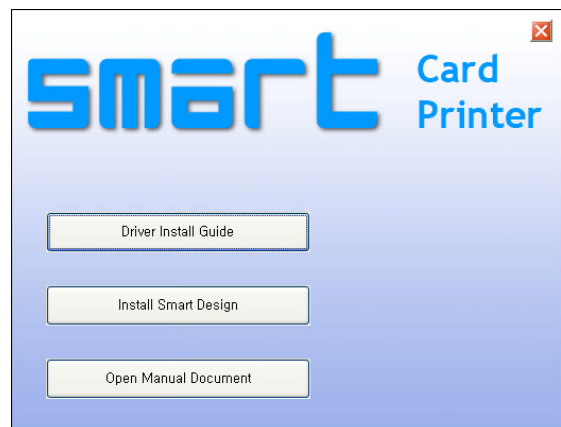 smart
Card
Printer
Driver Install Guide
Install Smart Design
Open Manual Document